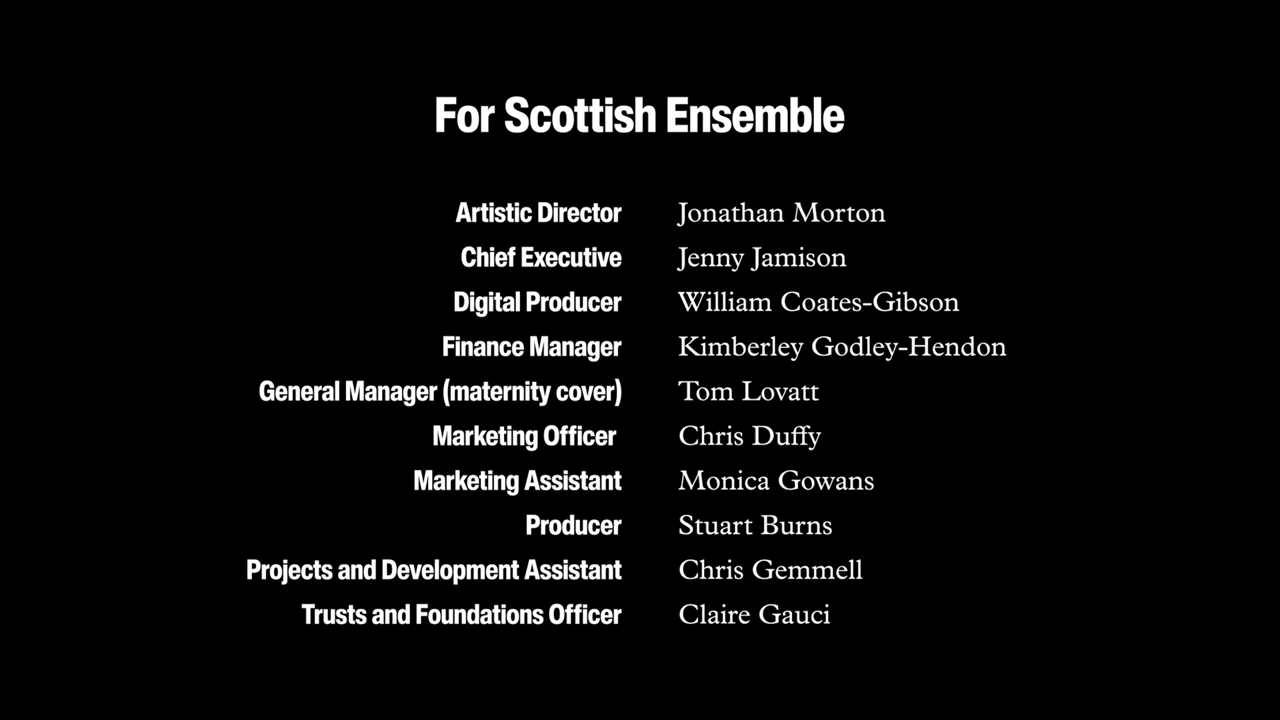 For Scottish Ensemble
Artistic Director Jonathan Morton
Chief Executive Jenny Jamison
Digital Producer William Coates-Gibson
Finance Manager Kimberley Godley-Hendon
General Manager (maternity cover) Tom Lovatt
Marketing Officer Chris Duffy
Marketing Assistant Monica Gowans
Producer Stuart Burns
Projects and Development Assistant Chris Gemmell
Trusts and Foundations Officer Claire Gauci